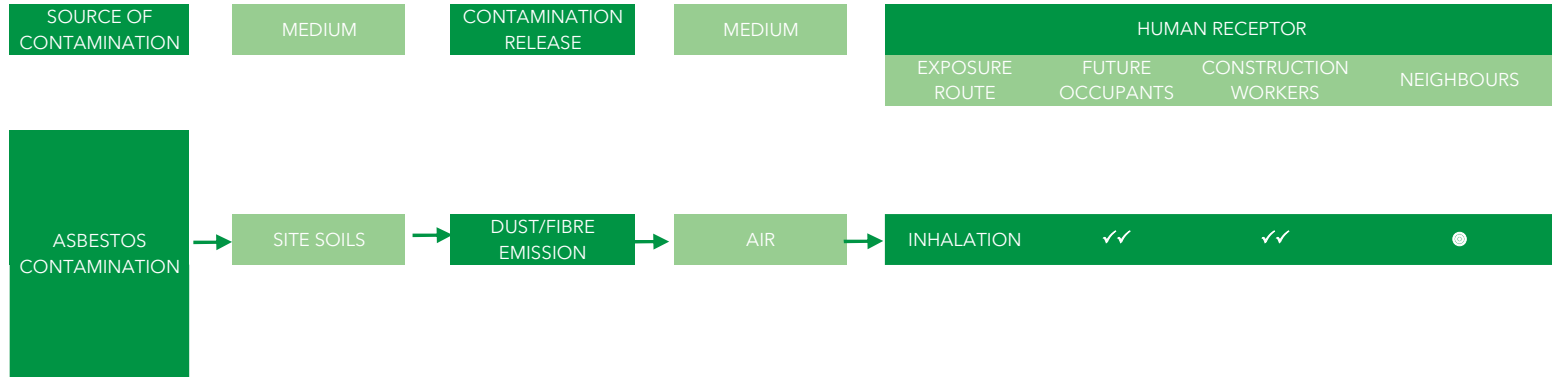 SOURCE OF
CONTAMINATION
MEDIUM
CONTAMINATION
RELEASE
MEDIUM
HUMAN RECEPTOR
EXPOSURE
ROUTE
FUTURE
OCCUPANTS
CONSTRUCTION
WORKERS
NEIGHBOURS
ASBESTOS
CONTAMINATION
SITE SOILS
DUST/FIBRE
EMISSION
AIR
INHALATION
✓✓
✓✓